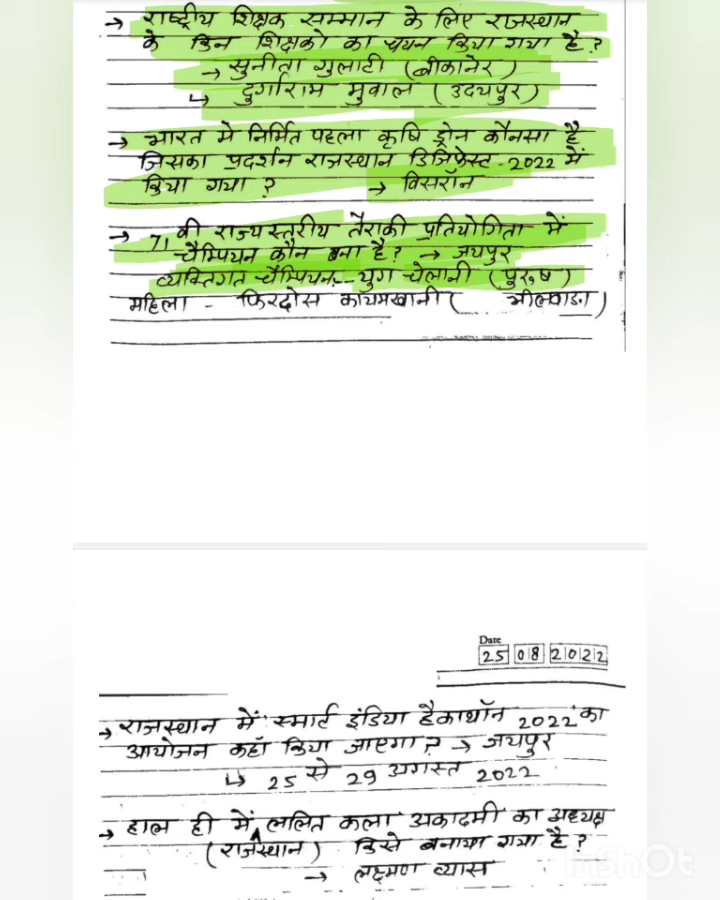 → राष्ट्रीय शिक्षक सम्मान के लिए राजस्थान
के किन शिक्षको का चयन किया गया है?
→ सुनीता गुलाटी (बीकानेर)
↳ दुर्गाराम मुवाल (उदयपुर)
→ भारत मे निर्मित पहला कृषि ड्रोन कौनसा है
जिसका प्रदर्शन राजस्थान डिजिफेस्ट-2022 में
किया गया? → विसरॉन
→ 71 वी राज्यस्तरीय तैराकी प्रतियोगिता में
चैम्पियन कौन बना है? → जयपुर
व्यक्तिगत चैम्पियन - युग चेलानी (पुरुष)
महिला - फिरदोस कायमखानी (भीलवाडा)
Date
25 08 2022
→ राजस्थान में स्मार्ट इंडिया हैकाथॉन 2022 का
आयोजन कहाँ किया जाएगा? → जयपुर
↳ 25 से 29 अगस्त 2022
→ हाल ही में ललित कला अकादमी का अध्यक्ष
(राजस्थान) किसे बनाया गया है?
→ लक्ष्मण व्यास
InShOt